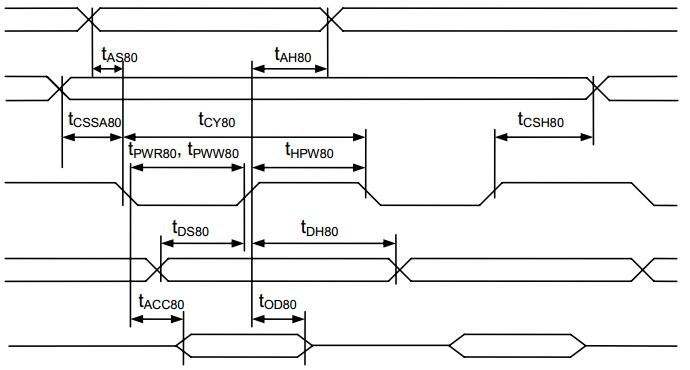 tAS80 tAH80
tCSSA80 tCY80 tCSH80
tPWR80, tPWW80 tHPW80
tDS80 tDH80
tACC80 tOD80